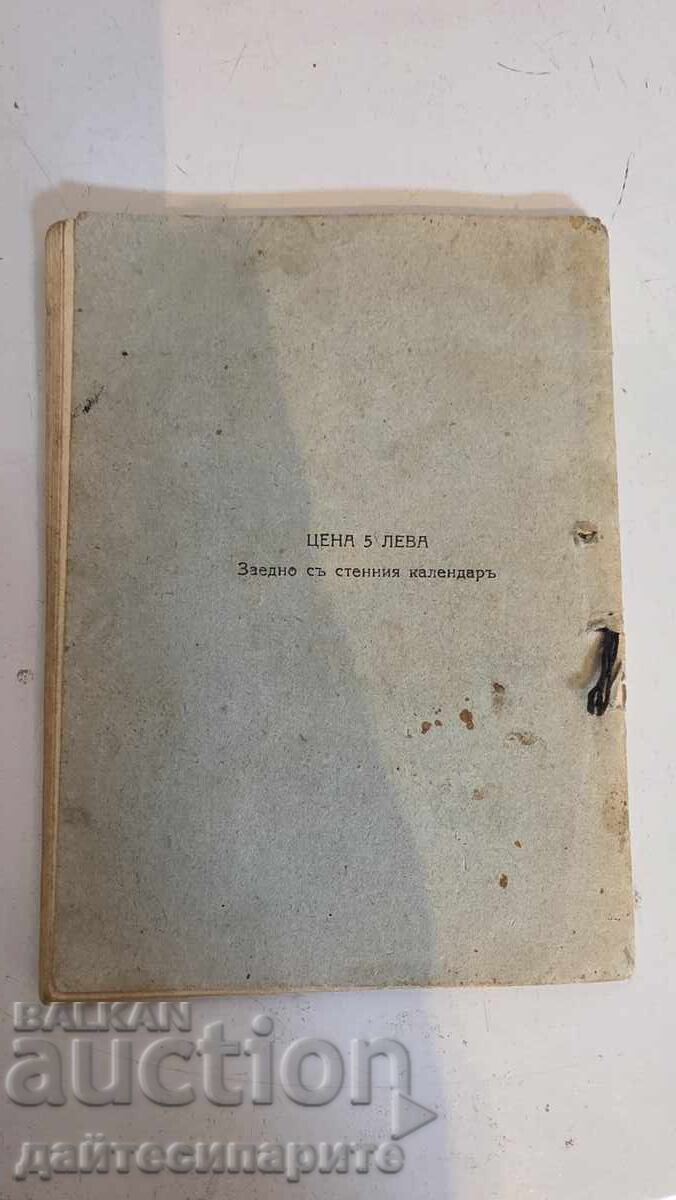 ЦЕНА 5 ЛЕВА
Заедно съ стенния календаръ
BALKAN
auction
дайтесипарите